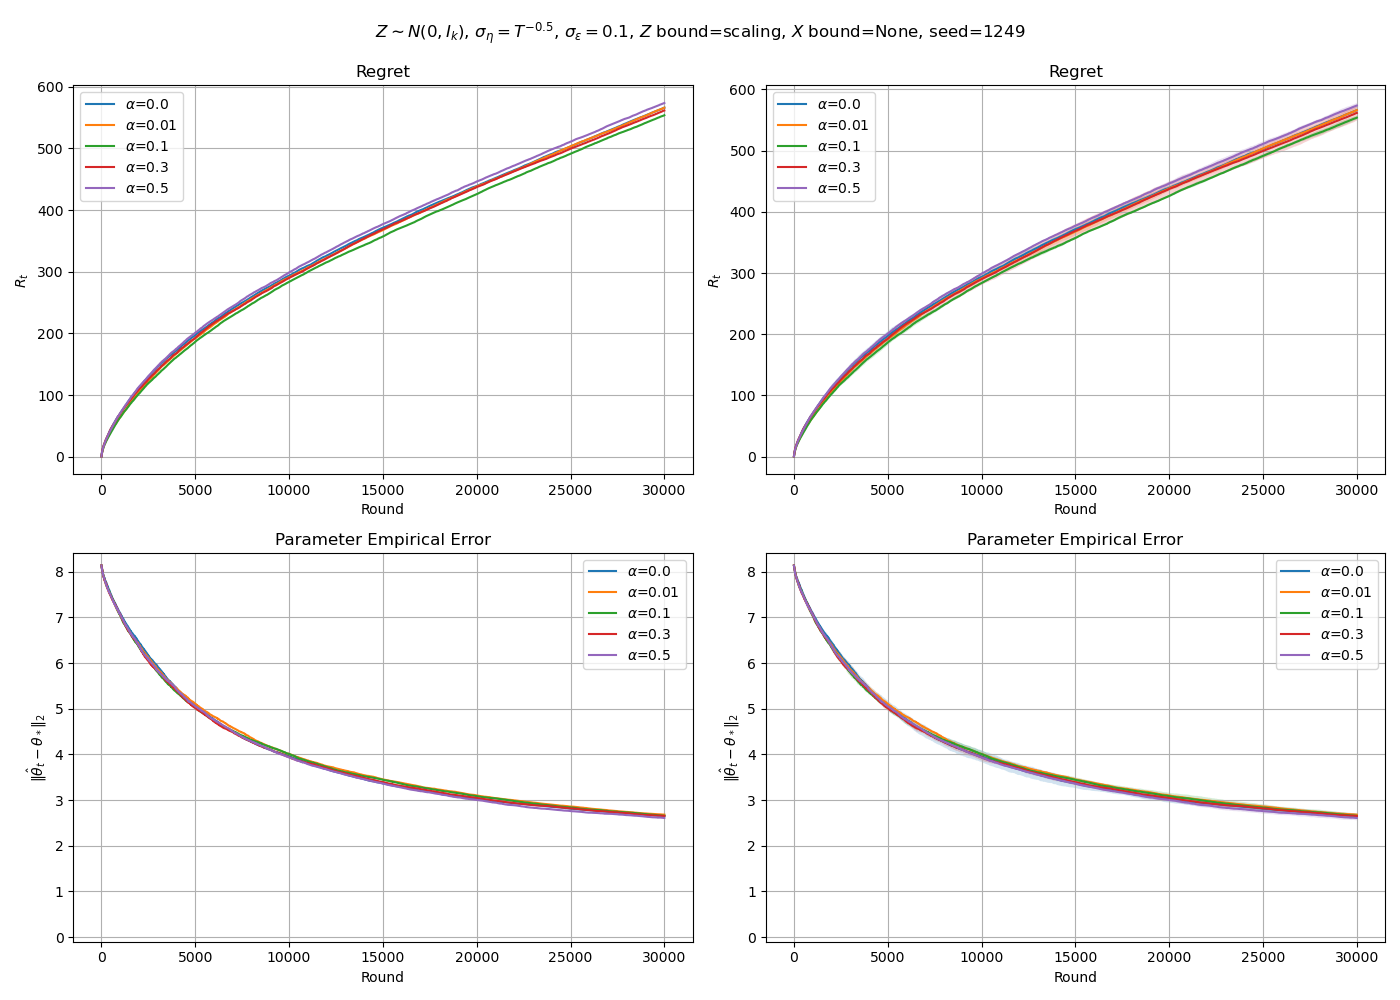 Z ∼ N(0, I_k), σ_η = T^{−0.5}, σ_ε = 0.1, Z bound=scaling, X bound=None, seed=1249
Regret
R_t
600
500
400
300
200
100
0
α=0.0
α=0.01
α=0.1
α=0.3
α=0.5
0 5000 10000 15000 20000 25000 30000
Round
Regret
R_t
600
500
400
300
200
100
0
α=0.0
α=0.01
α=0.1
α=0.3
α=0.5
0 5000 10000 15000 20000 25000 30000
Round
Parameter Empirical Error
‖θ̂_t − θ_*‖_2
8
7
6
5
4
3
2
1
0
α=0.0
α=0.01
α=0.1
α=0.3
α=0.5
0 5000 10000 15000 20000 25000 30000
Round
Parameter Empirical Error
‖θ̂_t − θ_*‖_2
8
7
6
5
4
3
2
1
0
α=0.0
α=0.01
α=0.1
α=0.3
α=0.5
0 5000 10000 15000 20000 25000 30000
Round